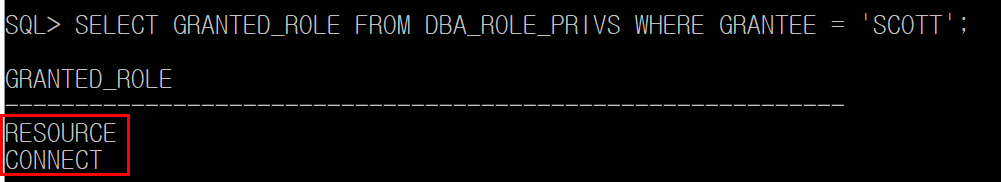 SQL> SELECT GRANTED_ROLE FROM DBA_ROLE_PRIVS WHERE GRANTEE = 'SCOTT';
GRANTED_ROLE
------------------------------------------------------------
RESOURCE
CONNECT